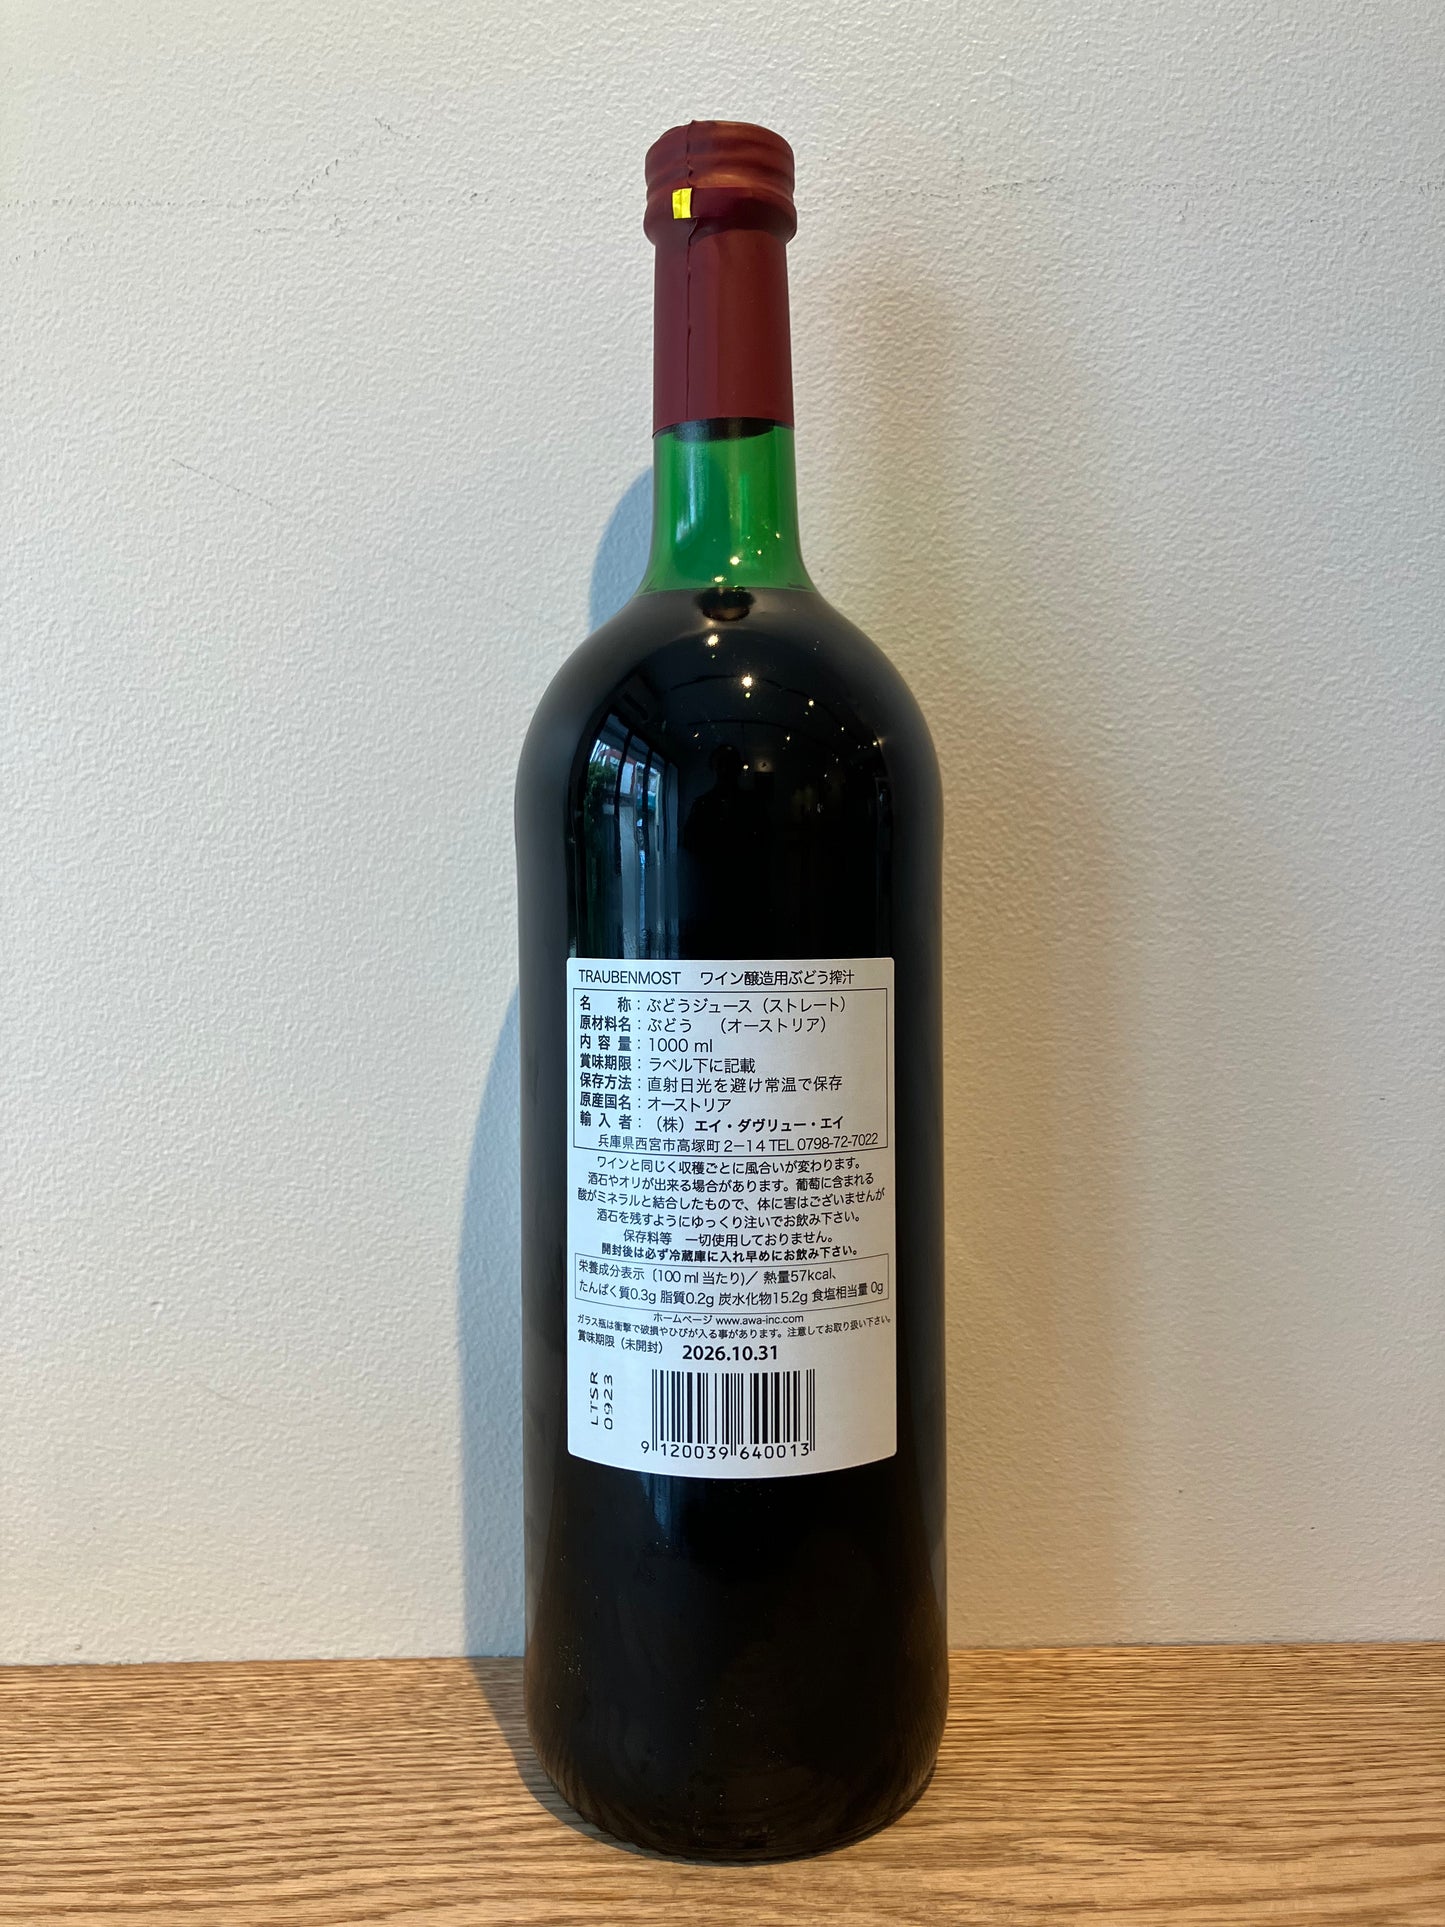 TRAUBENMOST ワイン醸造用ぶどう搾汁
名 称：ぶどうジュース（ストレート）
原材料名：ぶどう （オーストリア）
内 容 量：1000 ml
賞味期限：ラベル下に記載
保存方法：直射日光を避け常温で保存
原産国名：オーストリア
輸 入 者：（株）エイ・ダヴリュー・エイ
兵庫県西宮市高塚町 2－14 TEL 0798-72-7022
ワインと同じく収穫ごとに風合いが変わります。
酒石やオリが出来る場合があります。葡萄に含まれる
酸がミネラルと結合したもので、体に害はございませんが
酒石を残すようにゆっくり注いでお飲み下さい。
保存料等 一切使用しておりません。
開封後は必ず冷蔵庫に入れ早めにお飲み下さい。
栄養成分表示（100 ml 当たり)／ 熱量57kcal、
たんぱく質0.3g 脂質0.2g 炭水化物15.2g 食塩相当量 0g
ホームページ www.awa-inc.com
ガラス瓶は衝撃で破損やひびが入る事があります。注意してお取り扱い下さい。
賞味期限（未開封） 2026.10.31
LTSR
0923
9 120039 640013